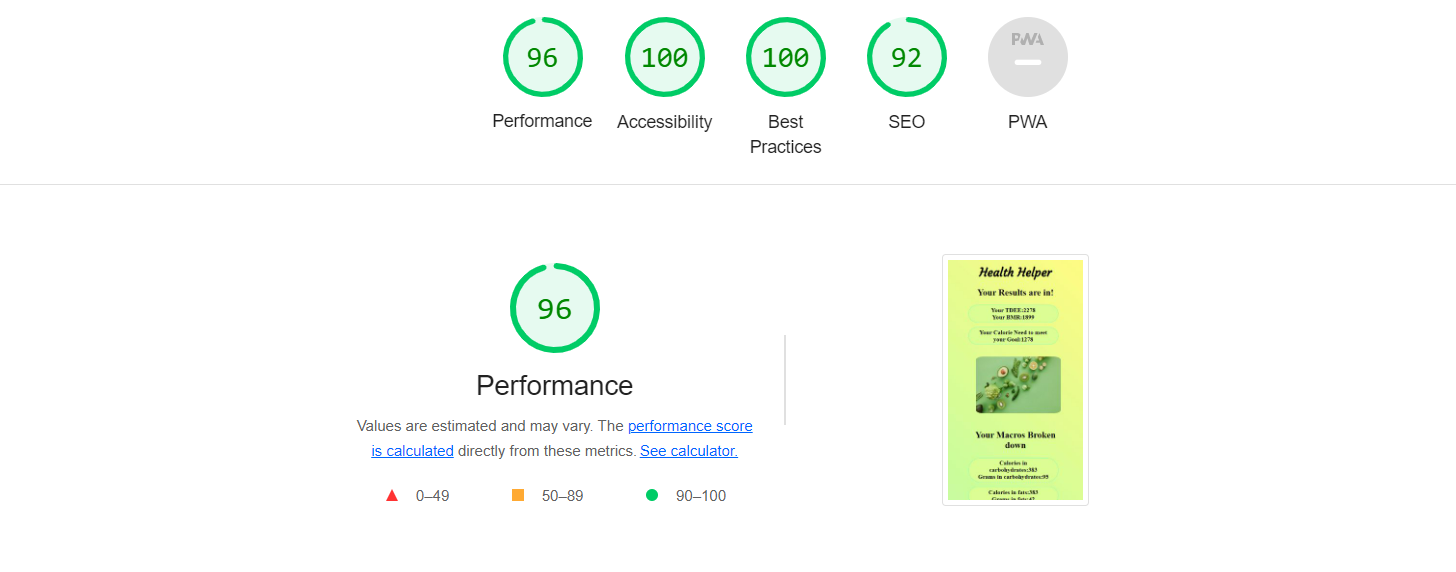 96
100
100
92
PWA
Performance
Accessibility
Best
Practices
SEO
PWA
96
Performance
Values are estimated and may vary. The performance score
is calculated directly from these metrics. See calculator.
0–49
50–89
90–100
Health Helper
Your Results are in!
Your TDEE:2278
Your BMR:1899
Your Calorie Need to meet
your Goal:1278
Your Macros Broken
down
Calories in
carbohydrates:383
Grams in carbohydrates:95
Calories in fats:383